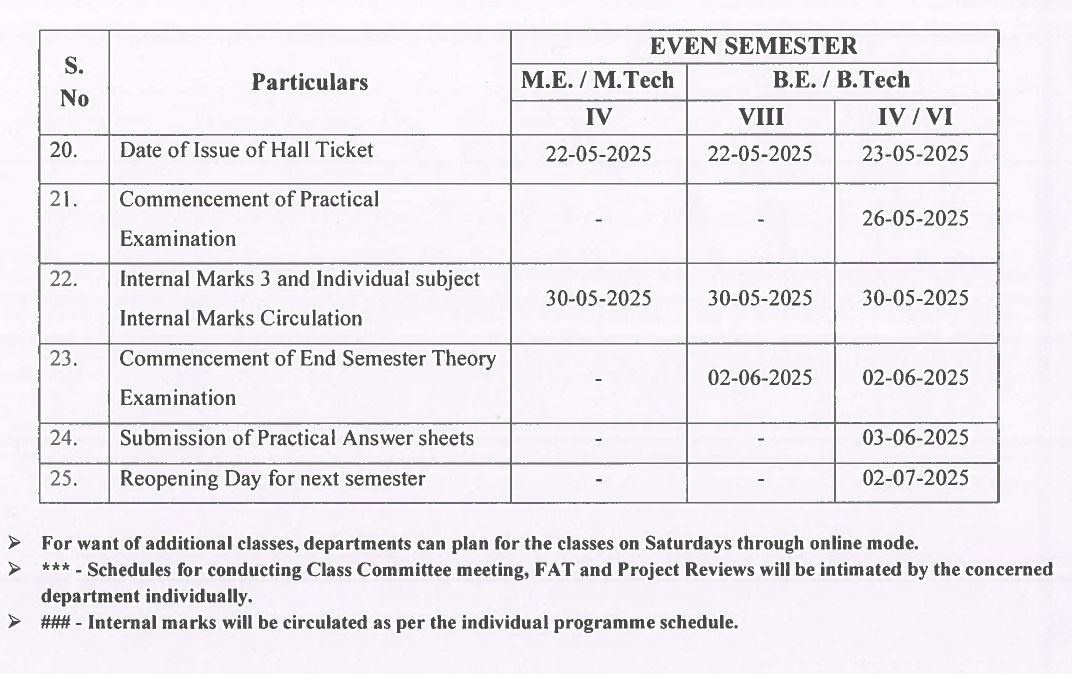 EVEN SEMESTER
S.
No
Particulars
M.E. / M.Tech
B.E. / B.Tech
IV
VIII
IV / VI
20. Date of Issue of Hall Ticket 22-05-2025 22-05-2025 23-05-2025
21. Commencement of Practical
Examination
- - 26-05-2025
22. Internal Marks 3 and Individual subject
Internal Marks Circulation
30-05-2025 30-05-2025 30-05-2025
23. Commencement of End Semester Theory
Examination
- 02-06-2025 02-06-2025
24. Submission of Practical Answer sheets - - 03-06-2025
25. Reopening Day for next semester - - 02-07-2025
➢ For want of additional classes, departments can plan for the classes on Saturdays through online mode.
➢ *** - Schedules for conducting Class Committee meeting, FAT and Project Reviews will be intimated by the concerned
department individually.
➢ ### - Internal marks will be circulated as per the individual programme schedule.